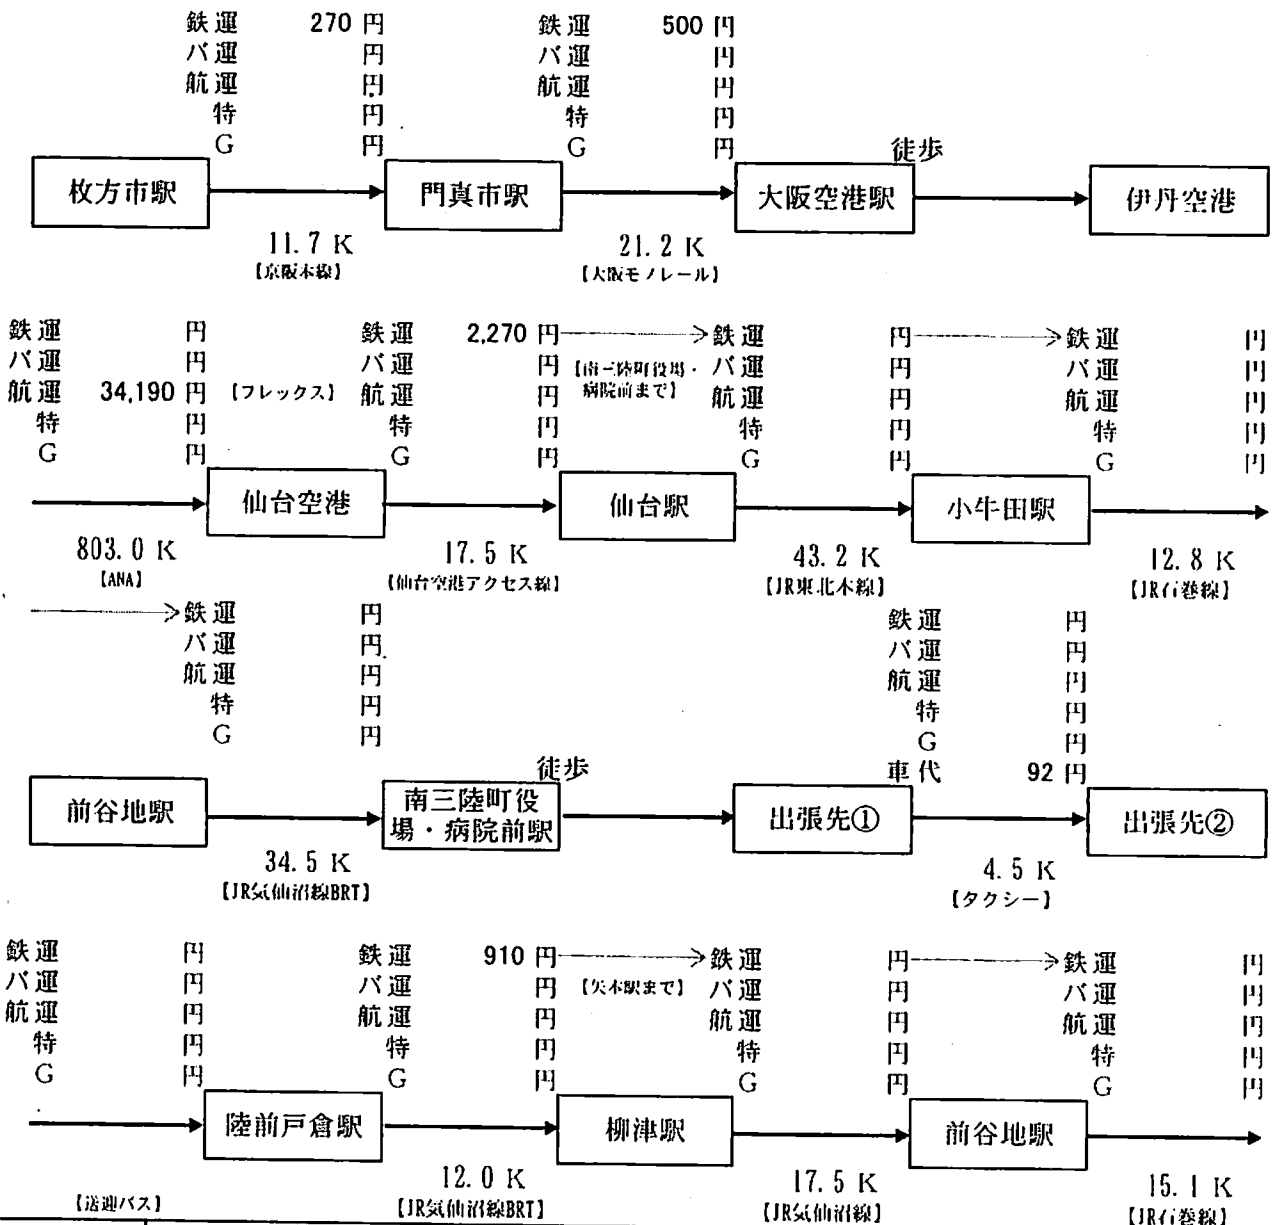 鉄運 270 円 鉄運 500 円
バ運 円 バ運 円
航運 円 航運 円
特 円 特 円
G 円 G 円 徒歩
枚方市駅 門真市駅 大阪空港駅 伊丹空港
11.7 K 21.2 K
【京阪本線】 【大阪モノレール】
鉄運 円 鉄運 2,270 円 鉄運 円 鉄運 円
バ運 円 バ運 円 【南三陸町役場・ バ運 円 バ運 円
航運 34,190 円 【フレックス】 航運 円 病院前まで】 航運 円 航運 円
特 円 特 円 特 円 特 円
G 円 G 円 G 円 G 円
仙台空港 仙台駅 小牛田駅
803.0 K 17.5 K 43.2 K 12.8 K
【ANA】 【仙台空港アクセス線】 【JR東北本線】 【JR石巻線】
鉄運 円 鉄運 円
バ運 円 バ運 円
航運 円 航運 円
特 円 特 円
G 円 G 円
徒歩 車代 92 円
前谷地駅 南三陸町役場・病院前駅 出張先① 出張先②
34.5 K 4.5 K
【JR気仙沼線BRT】 【タクシー】
鉄運 円 鉄運 910 円 鉄運 円 鉄運 円
バ運 円 バ運 円 【矢本駅まで】 バ運 円 バ運 円
航運 円 航運 円 航運 円 航運 円
特 円 特 円 特 円 特 円
G 円 G 円 G 円 G 円
陸前戸倉駅 柳津駅 前谷地駅
12.0 K 17.5 K 15.1 K
【送迎バス】 【JR気仙沼線BRT】 【JR気仙沼線】 【JR石巻線】